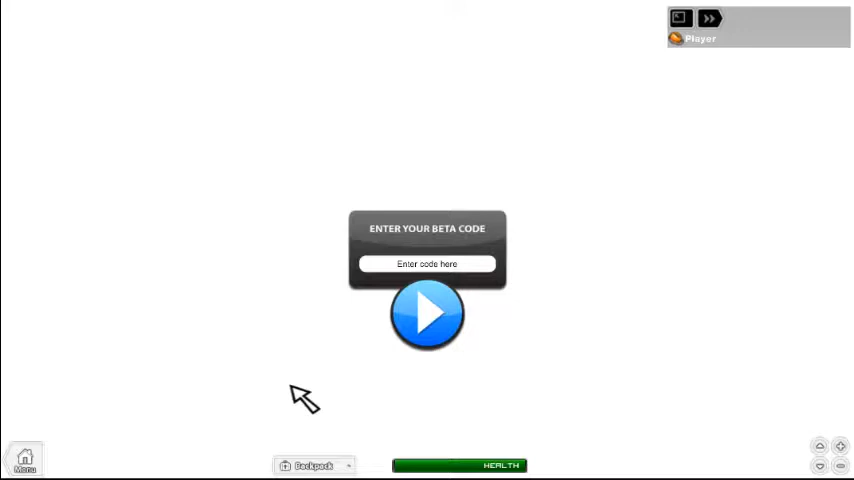 Player
ENTER YOUR BETA CODE
Enter code here
Menu
Backpack
HEALTH